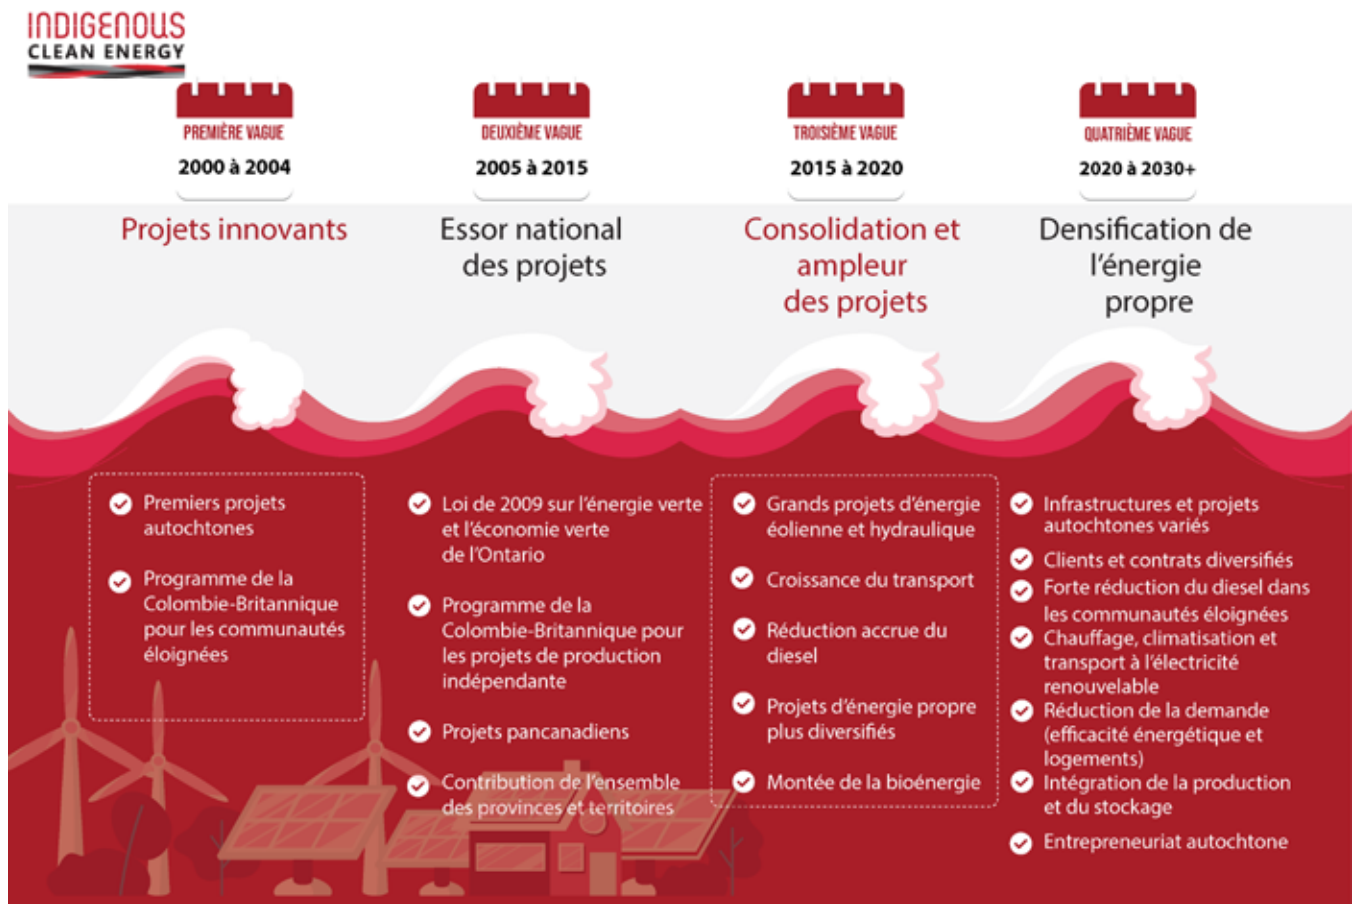 INDIGENOUS
CLEAN ENERGY
PREMIÈRE VAGUE
2000 à 2004
Projets innovants
Premiers projets
autochtones
Programme de la
Colombie-Britannique
pour les communautés
éloignées
DEUXIÈME VAGUE
2005 à 2015
Essor national
des projets
Loi de 2009 sur l'énergie verte
et l'économie verte
de l'Ontario
Programme de la
Colombie-Britannique pour
les projets de production
indépendante
Projets pancanadiens
Contribution de l'ensemble
des provinces et territoires
TROISIÈME VAGUE
2015 à 2020
Consolidation et
ampleur
des projets
Grands projets d'énergie
éolienne et hydraulique
Croissance du transport
Réduction accrue du
diesel
Projets d'énergie propre
plus diversifiés
Montée de la bioénergie
QUATRIÈME VAGUE
2020 à 2030+
Densification de
l'énergie
propre
Infrastructures et projets
autochtones variés
Clients et contrats diversifiés
Forte réduction du diesel dans
les communautés éloignées
Chauffage, climatisation et
transport à l'électricité
renouvelable
Réduction de la demande
(efficacité énergétique et
logements)
Intégration de la production
et du stockage
Entrepreneuriat autochtone